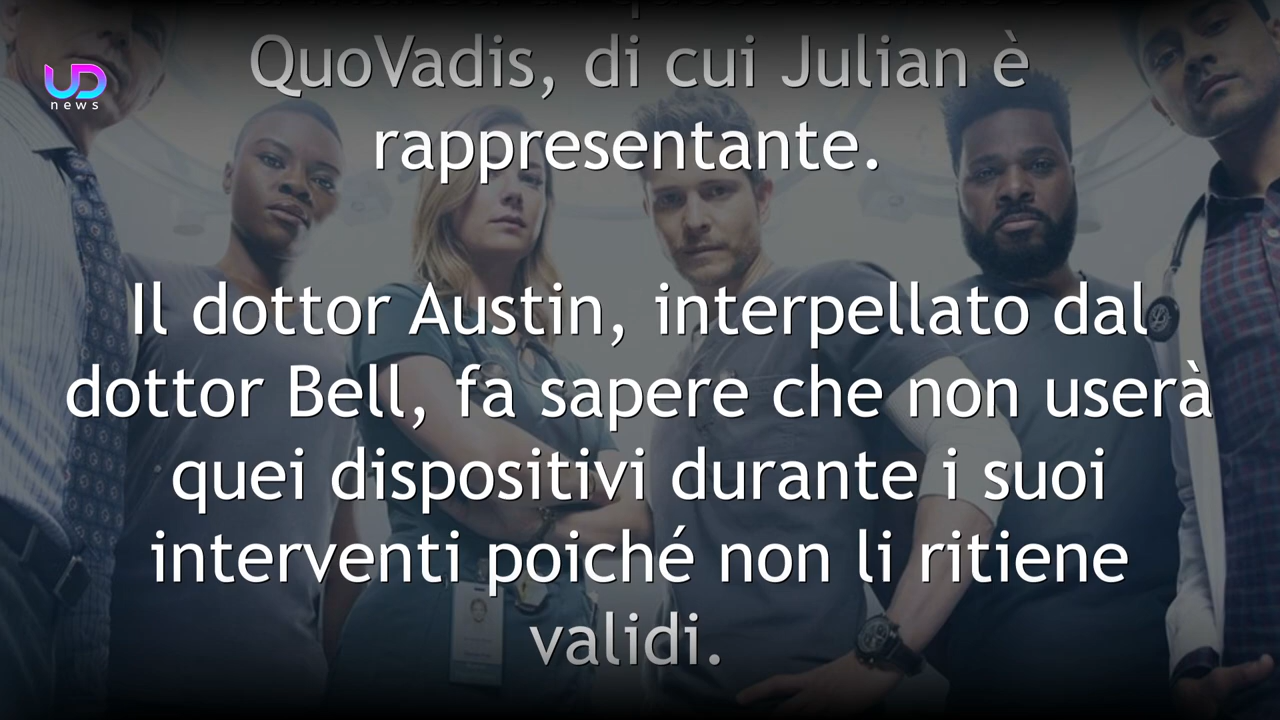 UD
news
QuoVadis, di cui Julian è
rappresentante.
Il dottor Austin, interpellato dal
dottor Bell, fa sapere che non userà
quei dispositivi durante i suoi
interventi poiché non li ritiene
validi.